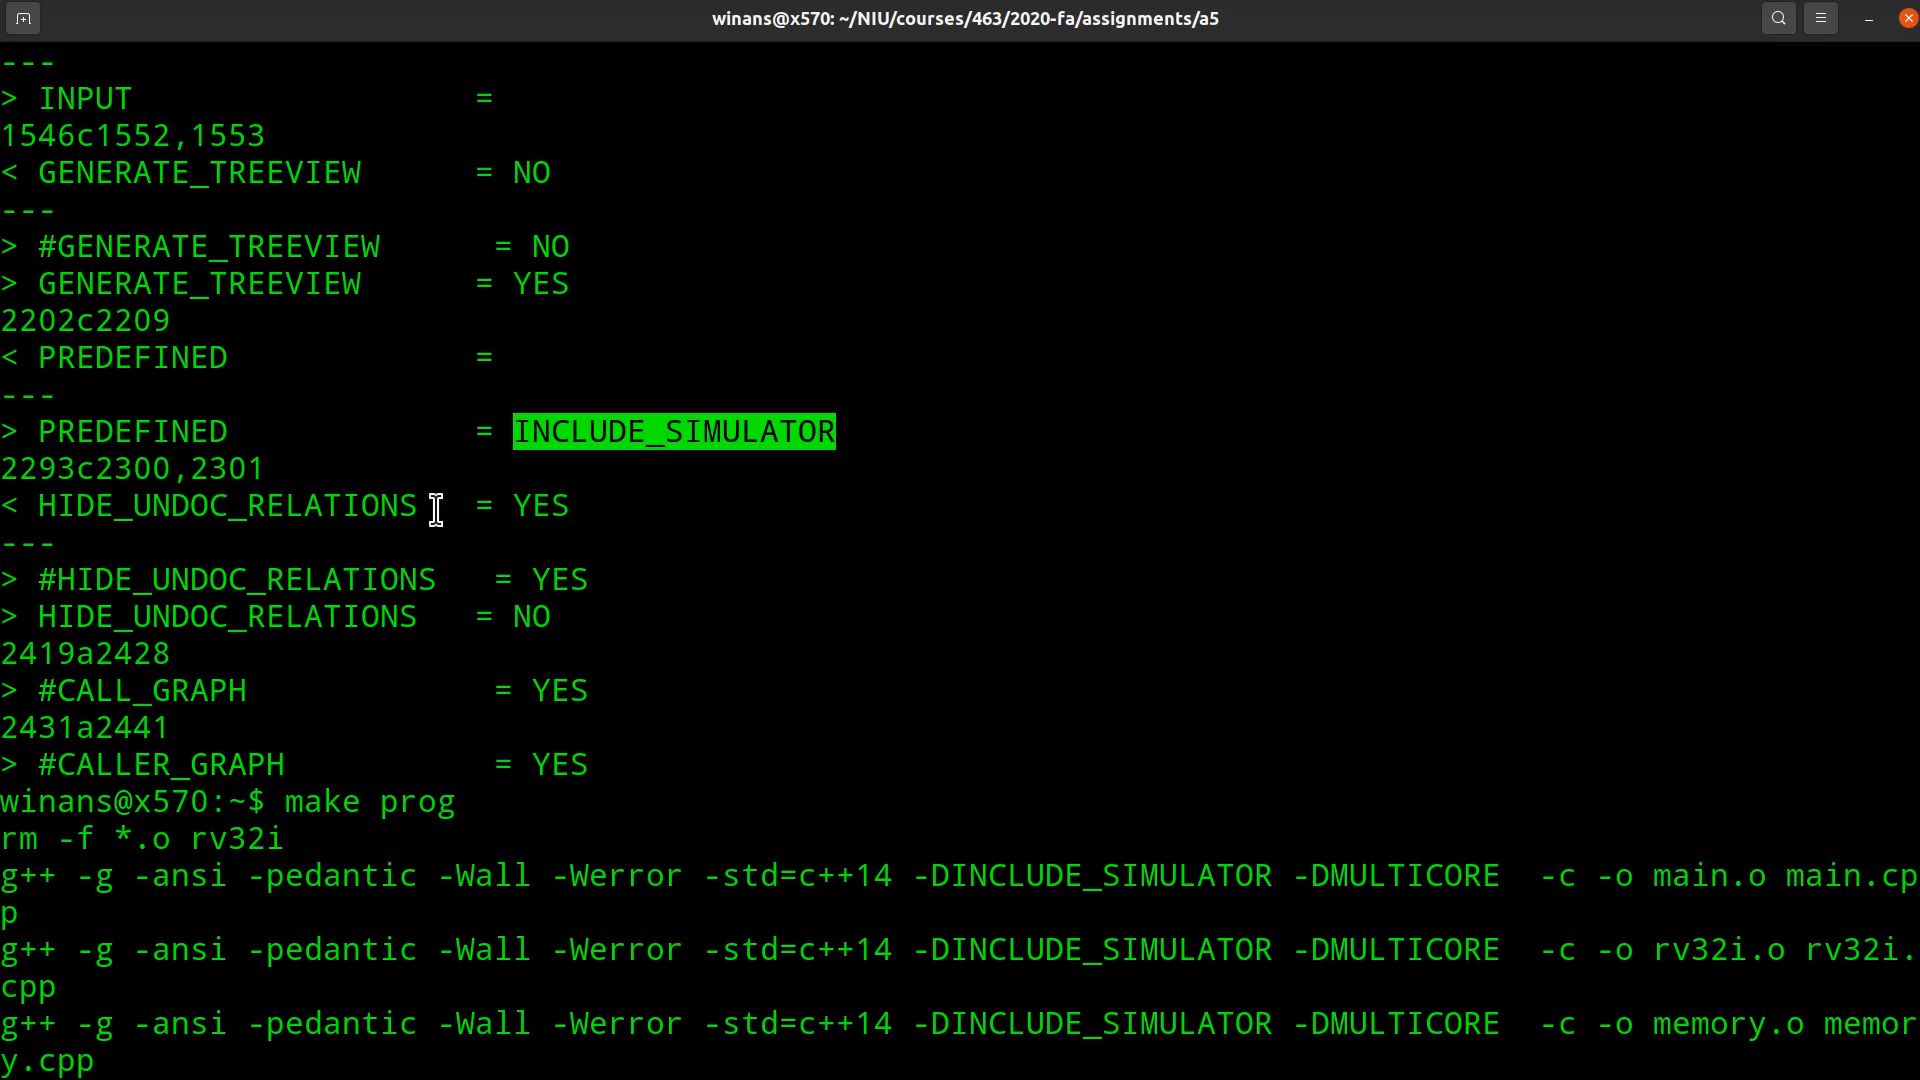 winans@x570: ~/NIU/courses/463/2020-fa/assignments/a5
---
> INPUT                  =
1546c1552,1553
< GENERATE_TREEVIEW      = NO
---
> #GENERATE_TREEVIEW      = NO
> GENERATE_TREEVIEW      = YES
2202c2209
< PREDEFINED             =
---
> PREDEFINED             = INCLUDE_SIMULATOR
2293c2300,2301
< HIDE_UNDOC_RELATIONS   = YES
---
> #HIDE_UNDOC_RELATIONS   = YES
> HIDE_UNDOC_RELATIONS   = NO
2419a2428
> #CALL_GRAPH             = YES
2431a2441
> #CALLER_GRAPH           = YES
winans@x570:~$ make prog
rm -f *.o rv32i
g++ -g -ansi -pedantic -Wall -Werror -std=c++14 -DINCLUDE_SIMULATOR -DMULTICORE  -c -o main.o main.cp
p
g++ -g -ansi -pedantic -Wall -Werror -std=c++14 -DINCLUDE_SIMULATOR -DMULTICORE  -c -o rv32i.o rv32i.
cpp
g++ -g -ansi -pedantic -Wall -Werror -std=c++14 -DINCLUDE_SIMULATOR -DMULTICORE  -c -o memory.o memor
y.cpp